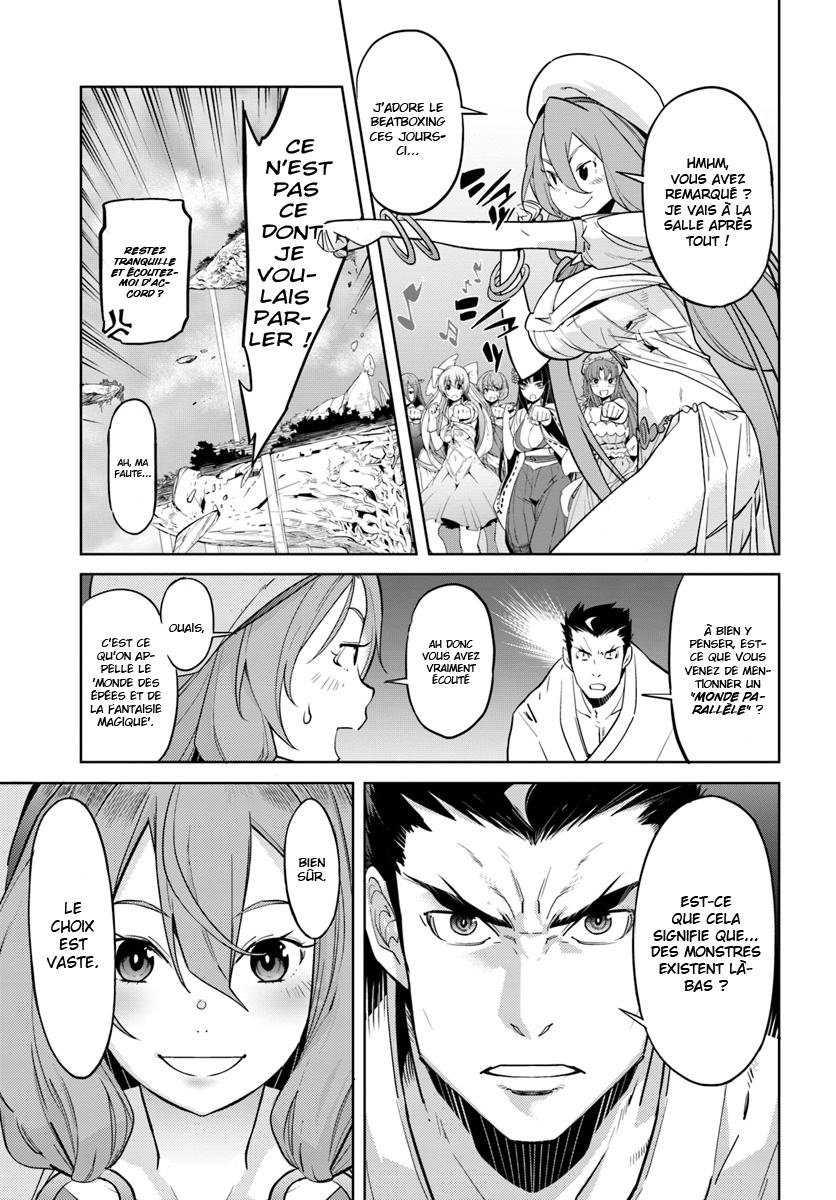 HMHM,
VOUS AVEZ
REMARQUÉ ?
JE VAIS À LA
SALLE APRÈS
TOUT !
J'ADORE LE
BEATBOXING
CES JOURS-
CI...
CE
N'EST
PAS
CE
DONT
JE
VOU-
LAIS
PAR-
LER !
RESTEZ
TRANQUILLE
ET ÉCOUTEZ-
MOI D'AC-
CORD ?
AH, MA
FAUTE...
À BIEN Y
PENSER, EST-
CE QUE VOUS
VENEZ DE MEN-
TIONNER UN
"MONDE PA-
RALLÈLE" ?
AH DONC
VOUS AVEZ
VRAIMENT
ÉCOUTÉ
OUAIS,
C'EST CE
QU'ON AP-
PELLE LE
'MONDE DES
ÉPÉES ET DE
LA FANTAISIE
MAGIQUE'.
EST-CE
QUE CELA
SIGNIFIE QUE...
DES MONSTRES
EXISTENT LÀ-
BAS ?
BIEN
SÛR.
LE
CHOIX
EST
VASTE.